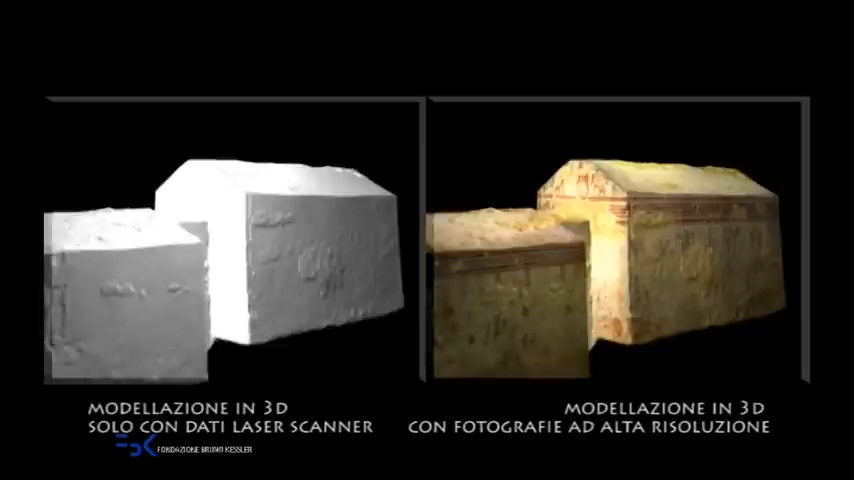 MODELLAZIONE IN 3D
SOLO CON DATI LASER SCANNER
MODELLAZIONE IN 3D
CON FOTOGRAFIE AD ALTA RISOLUZIONE
FBK FONDAZIONE BRUNO KESSLER